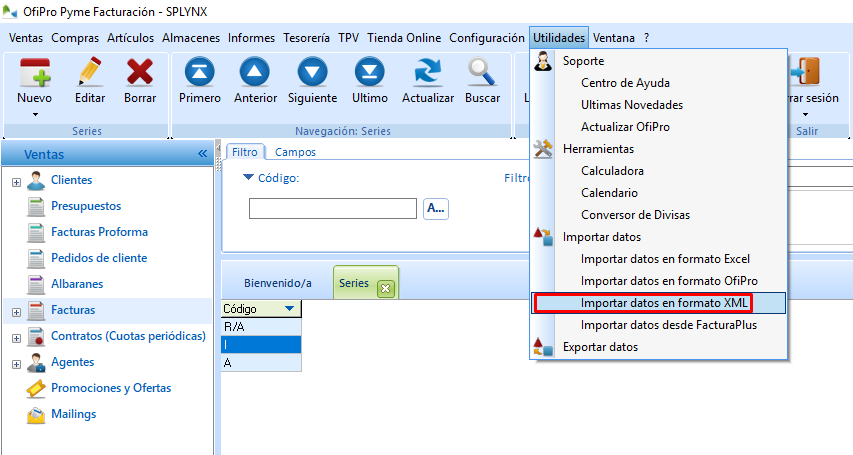 OfiPro Pyme Facturación - SPLYNX
Ventas Compras Artículos Almacenes Informes Tesorería TPV Tienda Online Configuración Utilidades Ventana ?
Nuevo Editar Borrar Primero Anterior Siguiente Ultimo Actualizar Buscar L rar sesión
Series Navegación: Series Salir
Soporte
Centro de Ayuda
Ultimas Novedades
Actualizar OfiPro
Herramientas
Calculadora
Calendario
Conversor de Divisas
Importar datos
Importar datos en formato Excel
Importar datos en formato OfiPro
Importar datos en formato XML
Importar datos desde FacturaPlus
Exportar datos
Ventas «
Clientes
Presupuestos
Facturas Proforma
Pedidos de cliente
Albaranes
Facturas
Contratos (Cuotas periódicas)
Agentes
Promociones y Ofertas
Mailings
Filtro Campos
Código: Filtr
A...
Bienvenido/a Series
Código
R/A
I
A